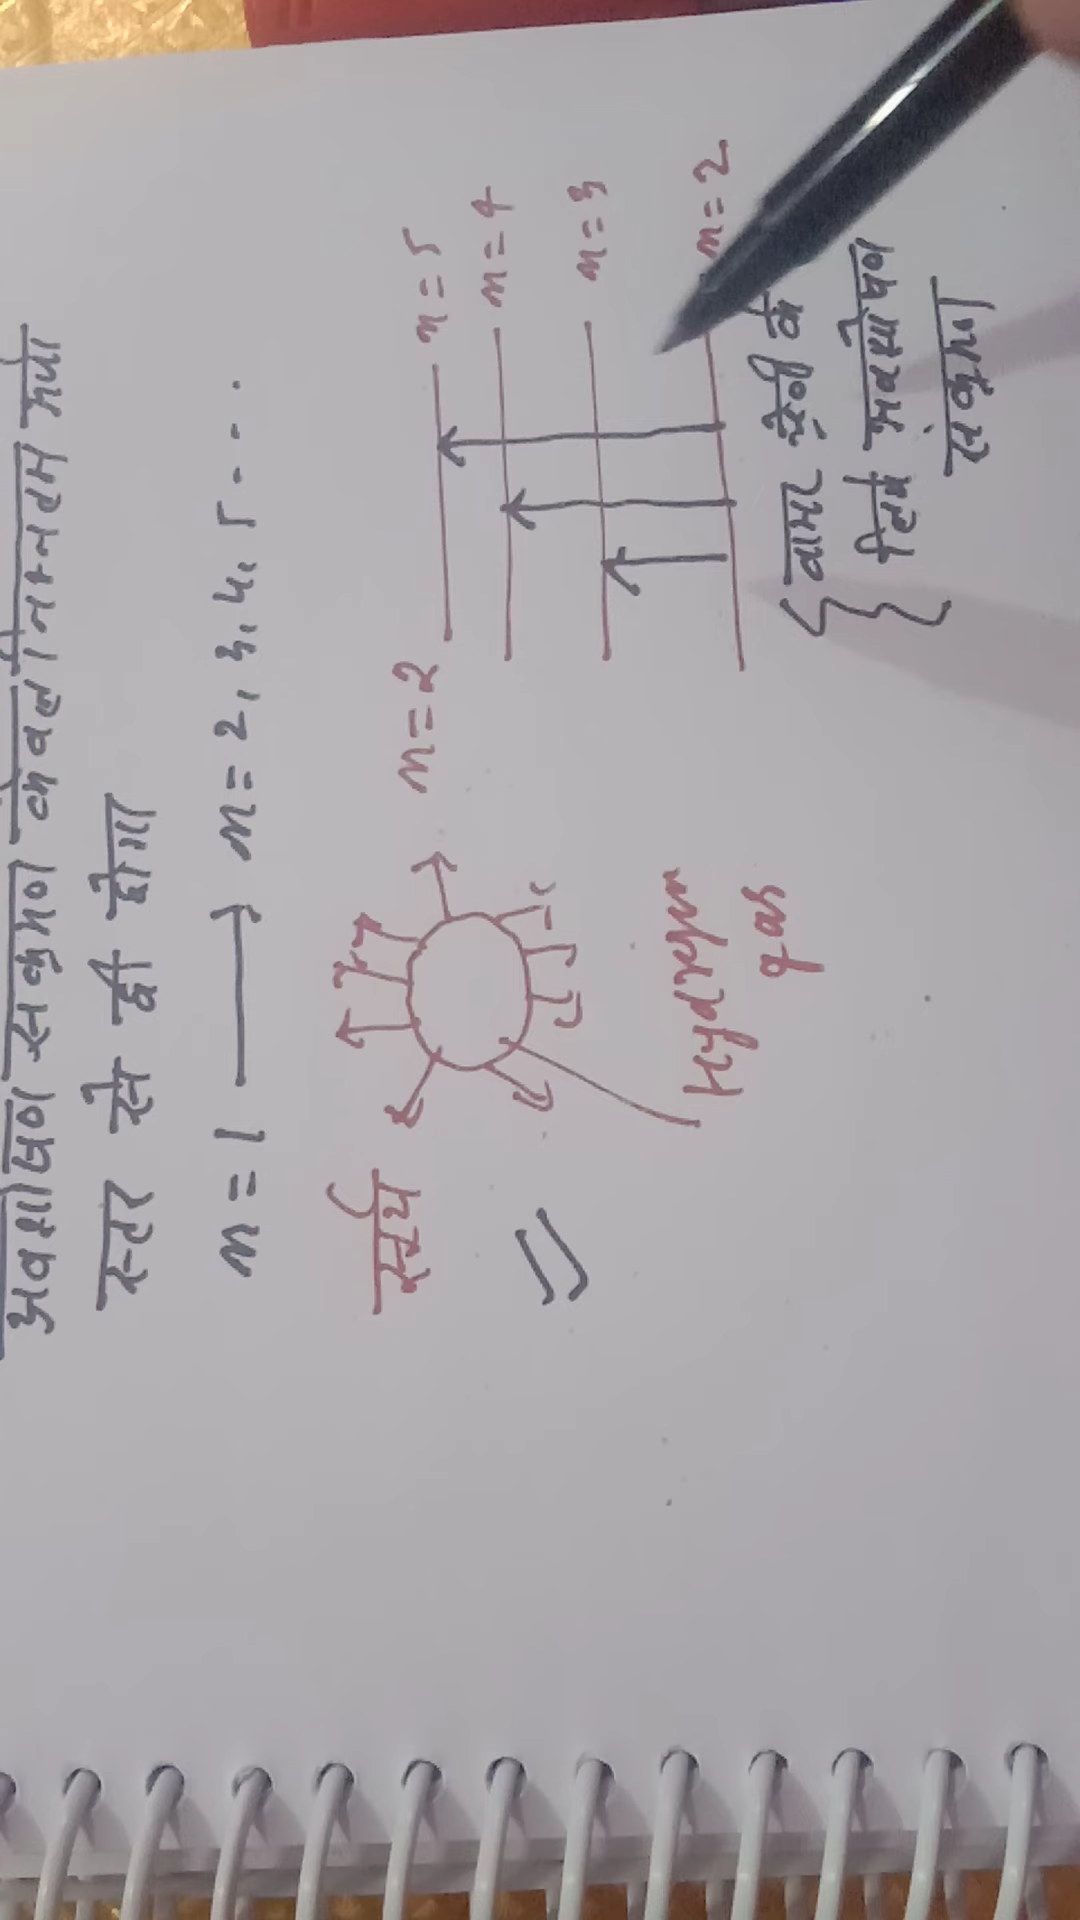 अवशोषण संक्रमण केवल निम्नतम ऊर्जा
स्तर से ही होगा
n = 1 → n = 2, 3, 4, 5 - - -
सूर्य
n = 2
n = 5
n = 4
n = 3
n = 2
Hydrogen
gas
{ बामर श्रेणी के
लिये अवशोषण
संक्रमण }